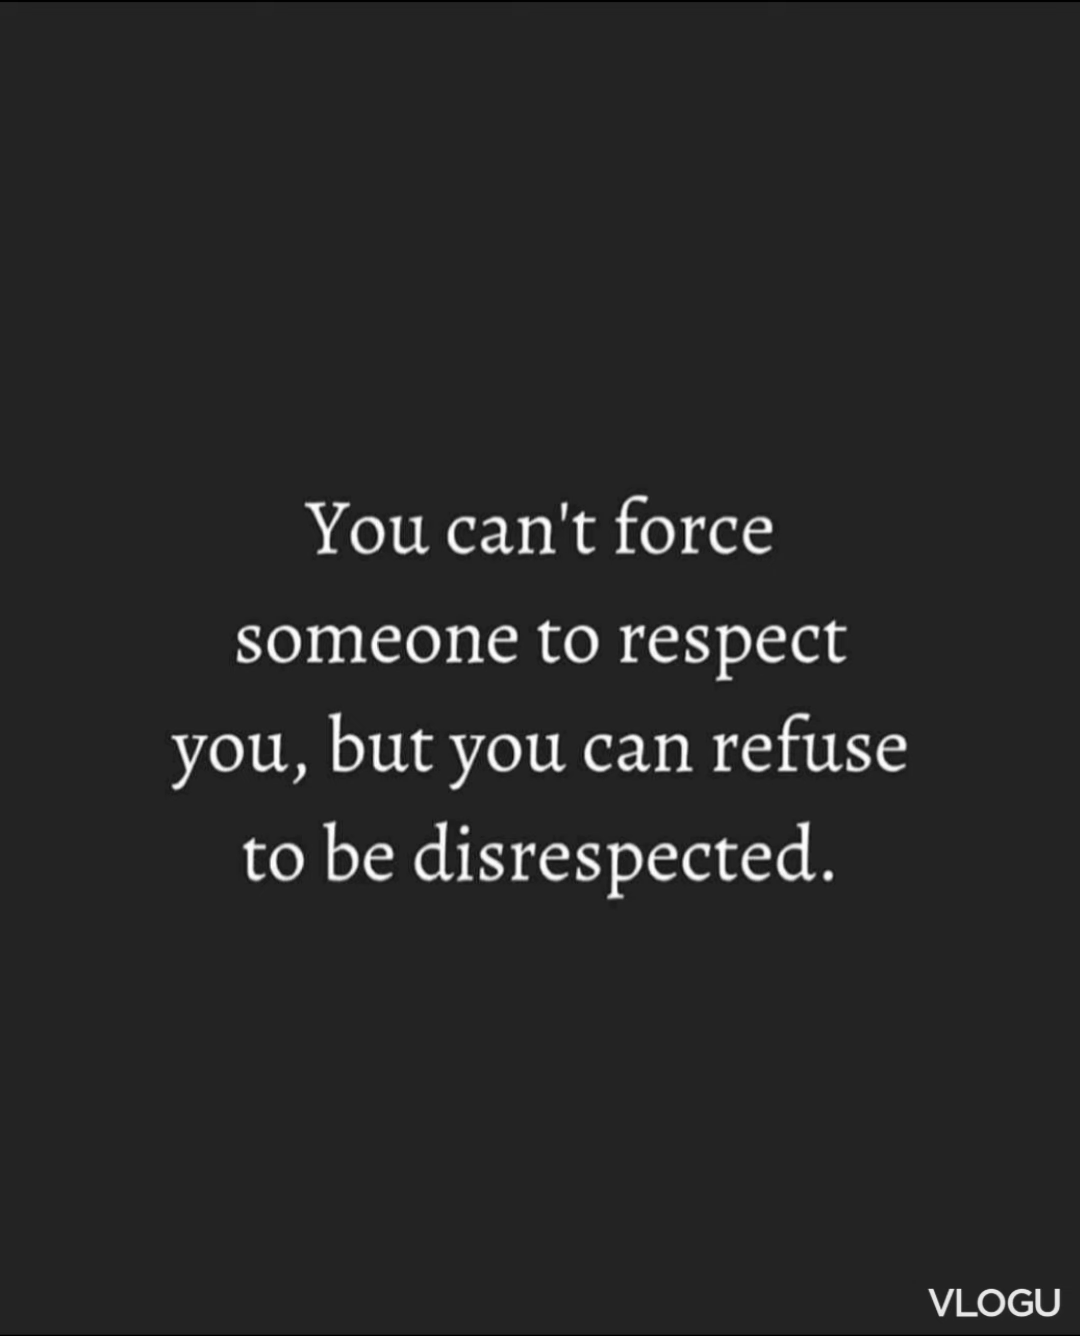 You can't force
someone to respect
you, but you can refuse
to be disrespected.
VLOGU